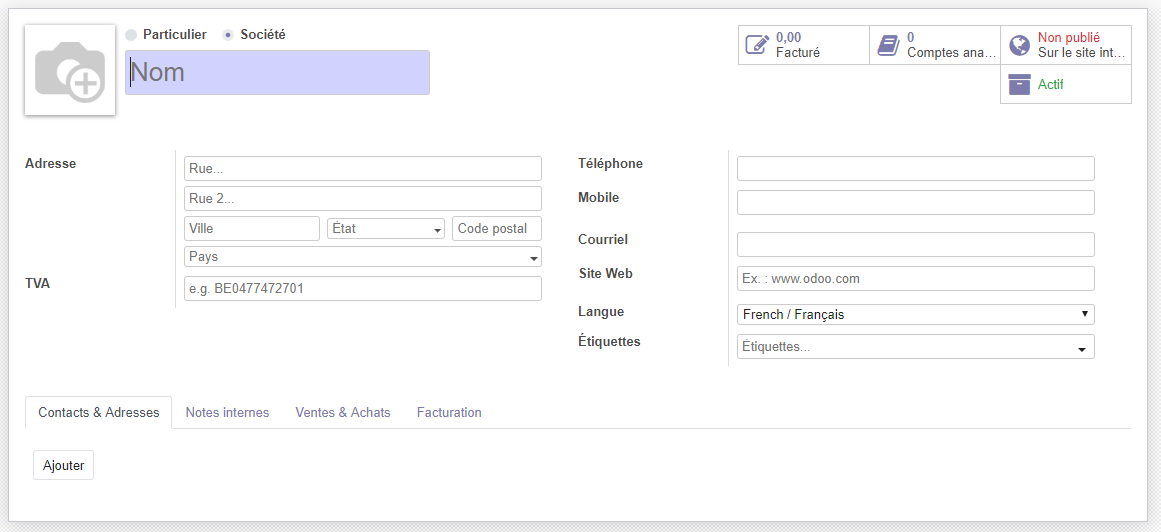 Particulier Société
Nom
0,00
Facturé
0
Comptes ana...
Non publié
Sur le site int...
Actif
Adresse
Rue...
Rue 2...
Ville État Code postal
Pays
TVA e.g. BE0477472701
Téléphone
Mobile
Courriel
Site Web Ex. : www.odoo.com
Langue French / Français
Étiquettes Étiquettes...
Contacts & Adresses Notes internes Ventes & Achats Facturation
Ajouter